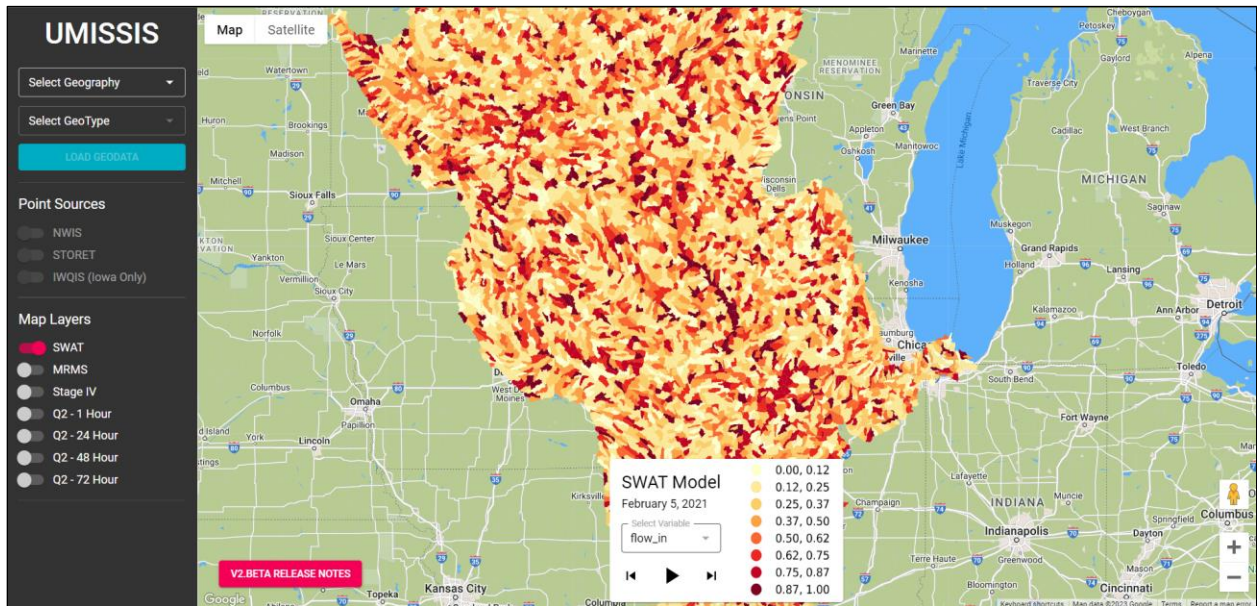 UMISSIS
Select Geography
Select GeoType
LOAD GEODATA
Point Sources
NWIS
STORET
IWQIS (Iowa Only)
Map Layers
SWAT
MRMS
Stage IV
Q2 - 1 Hour
Q2 - 24 Hour
Q2 - 48 Hour
Q2 - 72 Hour
Map
Satellite
RESERVATION
Watertown
Brookings
Huron
Madison
Mitchell
Sioux Falls
Sioux Center
Yankton
Le Mars
Vermillion
Sioux City
Norfolk
Columbus
Omaha
Papillion
York
Lincoln
West Des
Moines
Kirksville
Topeka
Kansas City
Columbia
Marinette
MENOMINEE
RESERVATION
Green Bay
Appleton
Oshkosh
Manitowoc
Dells
Milwaukee
Kenosha
Lake Michigan
Cheboygan
Petoskey
Gaylord
Alpena
Traverse City
Cadillac
West Branch
MICHIGAN
Saginaw
Muskegon
Grand Rapids
Holland
Lansing
Kalamazoo
Ann Arbor
Detroit
South Bend
Toledo
Fort Wayne
Lafayette
Champaign
INDIANA
Muncie
Springfield
Columbus
Indianapolis
Dayton
Richmond
Greenwood
Terre Haute
Bloomington
Mason
Cincinnati
SWAT Model
February 5, 2021
Select Variable
flow_in
0.00, 0.12
0.12, 0.25
0.25, 0.37
0.37, 0.50
0.50, 0.62
0.62, 0.75
0.75, 0.87
0.87, 1.00
V2.BETA RELEASE NOTES
Google
Keyboard shortcuts
Map data ©2023 Google
Terms